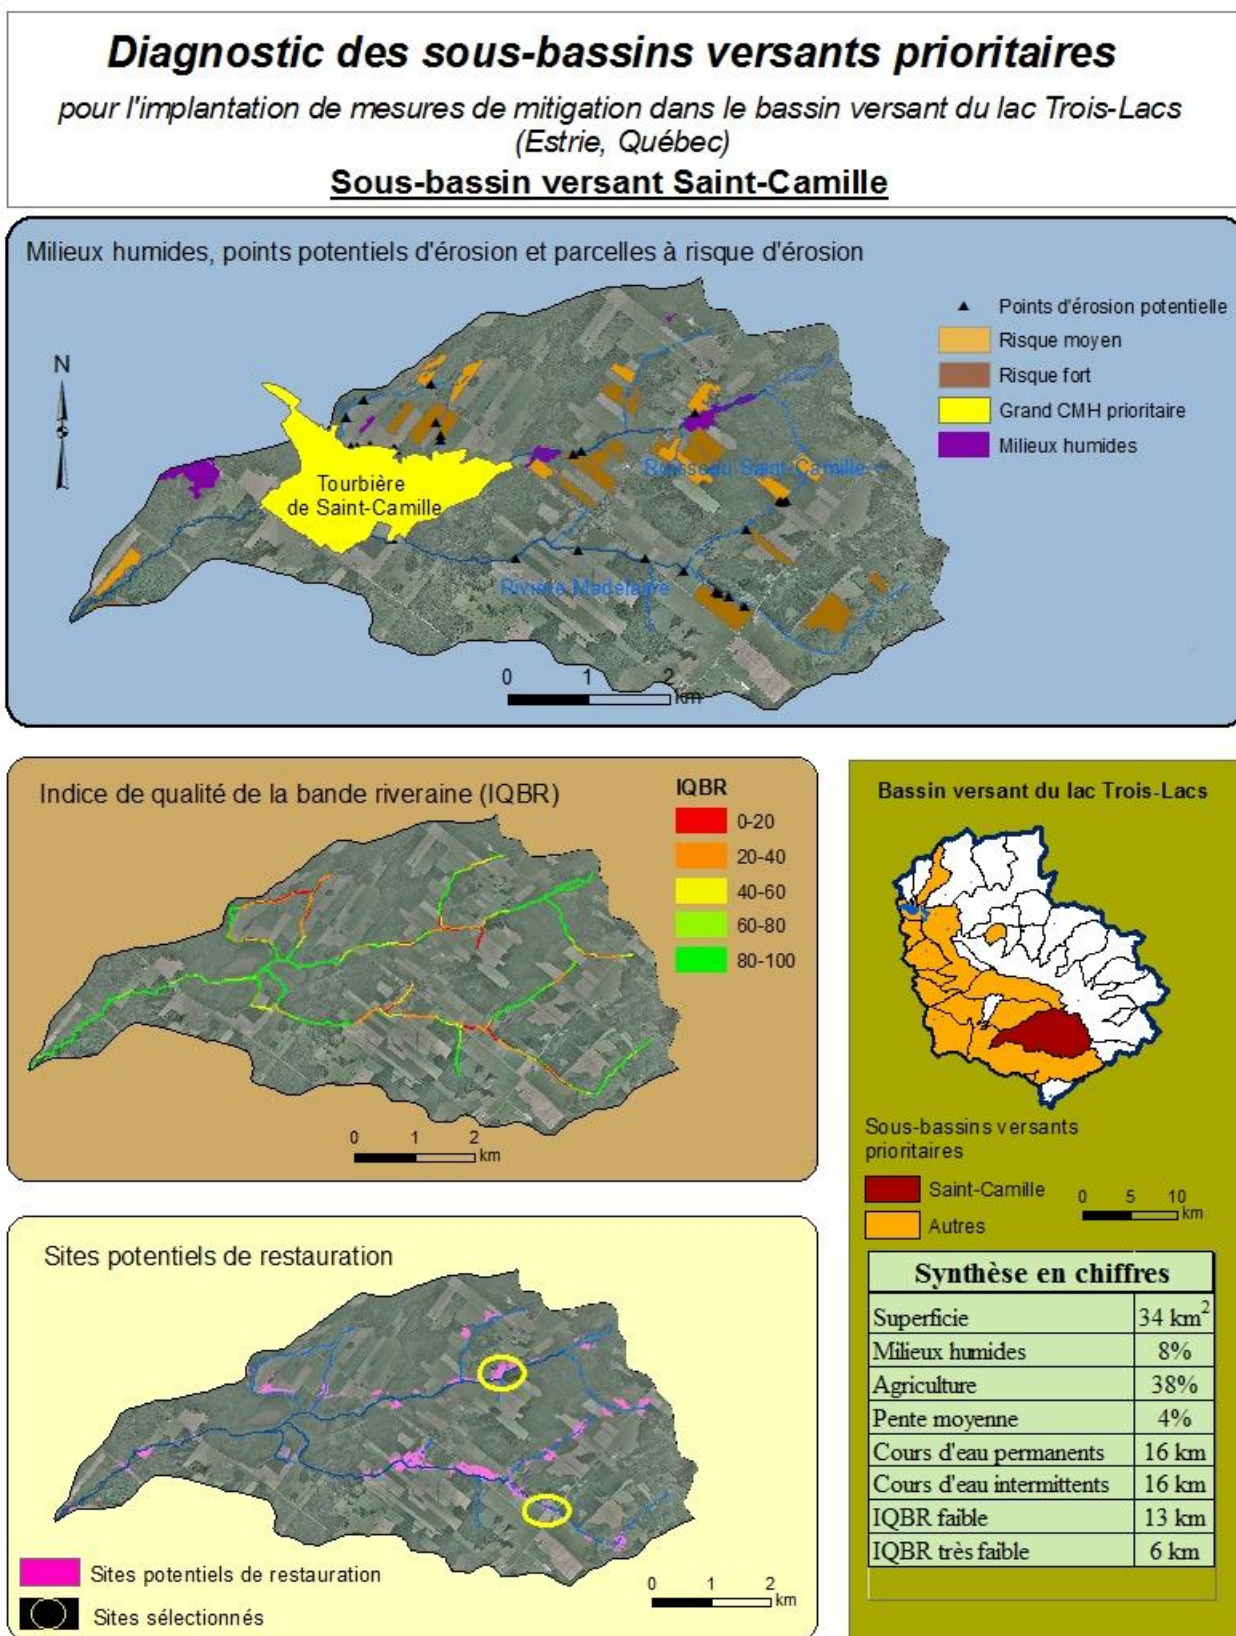 Diagnostic des sous-bassins versants prioritaires
pour l'implantation de mesures de mitigation dans le bassin versant du lac Trois-Lacs
(Estrie, Québec)
Sous-bassin versant Saint-Camille
Milieux humides, points potentiels d'érosion et parcelles à risque d'érosion
Points d'érosion potentielle
Risque moyen
Risque fort
Grand CMH prioritaire
Milieux humides
N
Tourbière
de Saint-Camille
Ruisseau Saint-Camille
Rivière Madelaine
0 1 2
km
Indice de qualité de la bande riveraine (IQBR)
IQBR
0-20
20-40
40-60
60-80
80-100
0 1 2
km
Bassin versant du lac Trois-Lacs
Sous-bassins versants
prioritaires
Saint-Camille
Autres
0 5 10
km
Sites potentiels de restauration
Sites potentiels de restauration
Sites sélectionnés
0 1 2
km
Synthèse en chiffres
Superficie 34 km²
Milieux humides 8%
Agriculture 38%
Pente moyenne 4%
Cours d'eau permanents 16 km
Cours d'eau intermittents 16 km
IQBR faible 13 km
IQBR très faible 6 km